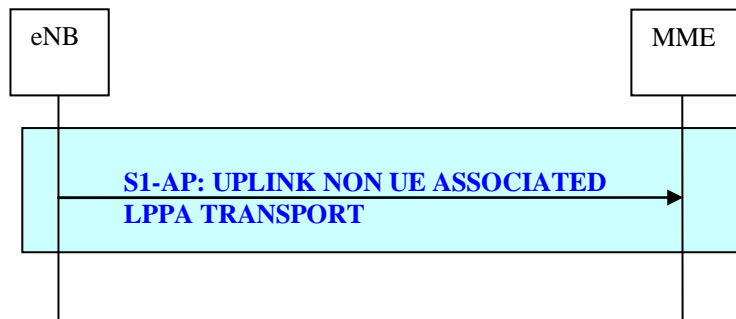 eNB
MME
S1-AP: UPLINK NON UE ASSOCIATED
LPPA TRANSPORT